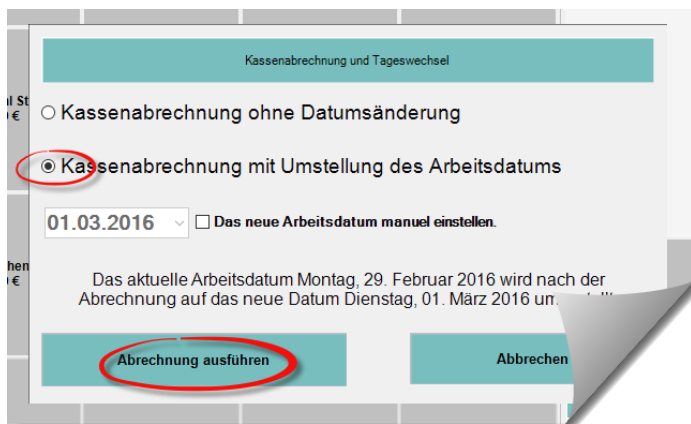 Kassenabrechnung und Tageswechsel
Kassenabrechnung ohne Datumsänderung
Kassenabrechnung mit Umstellung des Arbeitsdatums
01.03.2016 Das neue Arbeitsdatum manuel einstellen.
Das aktuelle Arbeitsdatum Montag, 29. Februar 2016 wird nach der
Abrechnung auf das neue Datum Dienstag, 01. März 2016
Abrechnung ausführen Abbrechen